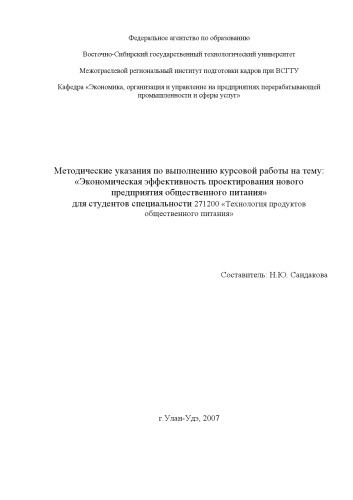 Федеральное агентство по образованию
Восточно-Сибирский государственный технологический университет
Межотраслевой региональный институт подготовки кадров при ВСГТУ
Кафедра «Экономика, организация и управление на предприятиях перерабатывающей
промышленности и сферы услуг»
Методические указания по выполнению курсовой работы на тему:
«Экономическая эффективность проектирования нового
предприятия общественного питания»
для студентов специальности 271200 «Технология продуктов
общественного питания»
Составитель: Н.Ю. Сандакова
г.Улан-Удэ, 2007